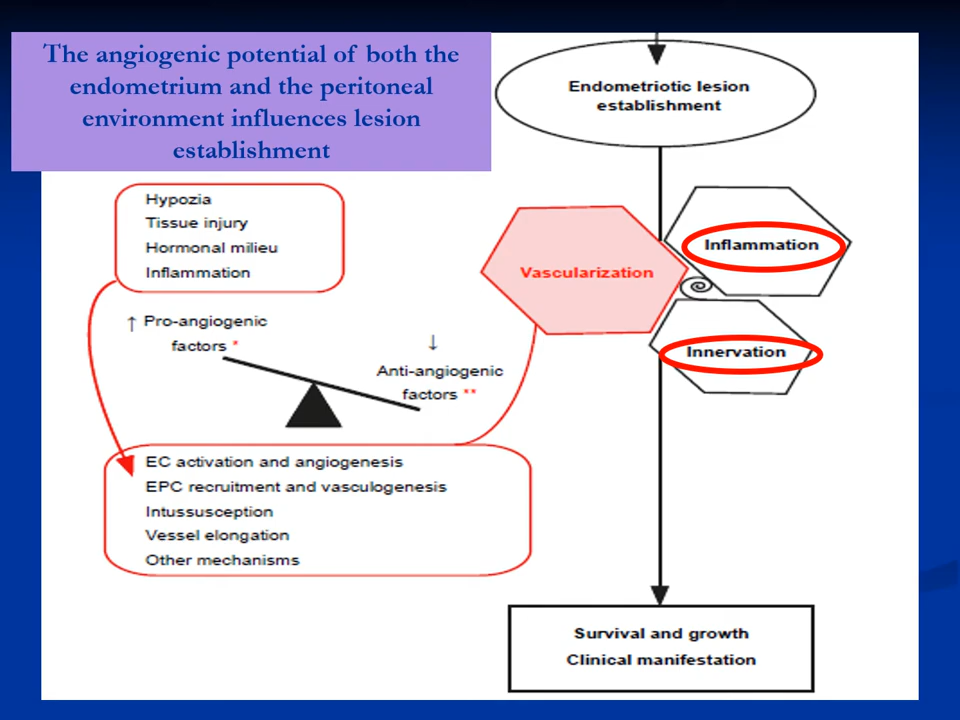 The angiogenic potential of both the
endometrium and the peritoneal
environment influences lesion
establishment
Endometriotic lesion
establishment
Hypozia
Tissue injury
Hormonal milieu
Inflammation
Vascularization
Inflammation
Innervation
↑ Pro-angiogenic
factors *
↓
Anti-angiogenic
factors **
EC activation and angiogenesis
EPC recruitment and vasculogenesis
Intussusception
Vessel elongation
Other mechanisms
Survival and growth
Clinical manifestation